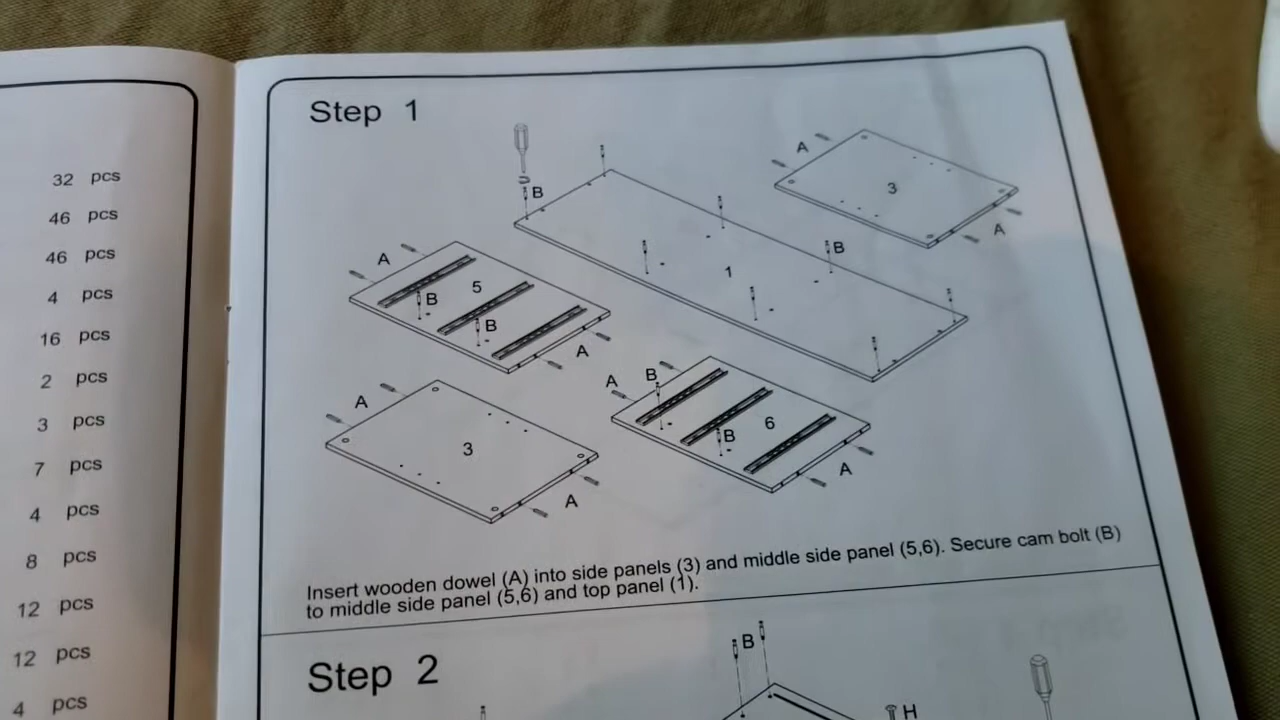 32 pcs
46 pcs
46 pcs
4 pcs
16 pcs
2 pcs
3 pcs
7 pcs
4 pcs
8 pcs
12 pcs
12 pcs
4 pcs
Step 1
A
3
A
B
B
1
A
5
B
B
A
A
3
A
A
B
6
B
A
Insert wooden dowel (A) into side panels (3) and middle side panel (5,6). Secure cam bolt (B)
to middle side panel (5,6) and top panel (1).
Step 2
B
H